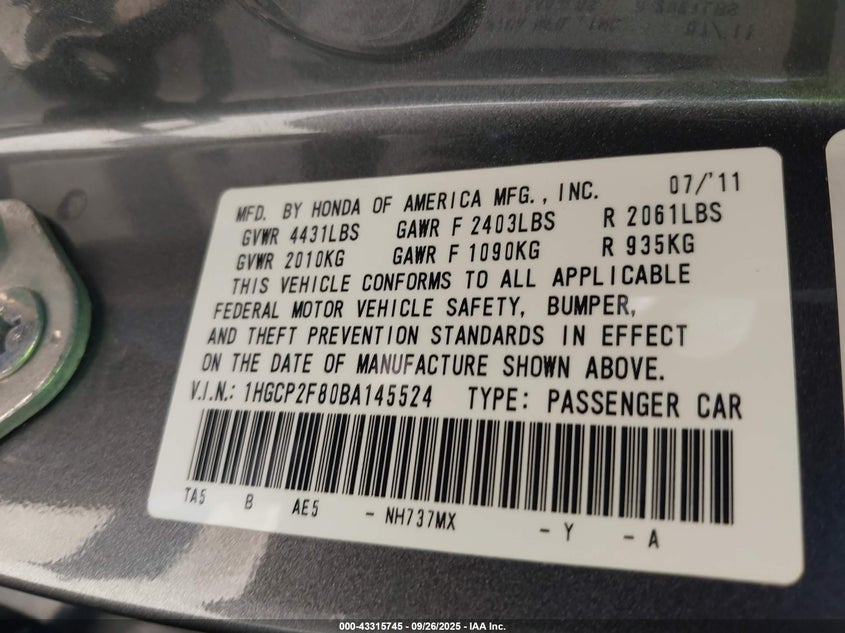 MFD. BY HONDA OF AMERICA MFG., INC. 07/'11
GVWR 4431LBS GAWR F 2403LBS R 2061LBS
GVWR 2010KG GAWR F 1090KG R 935KG
THIS VEHICLE CONFORMS TO ALL APPLICABLE
FEDERAL MOTOR VEHICLE SAFETY, BUMPER,
AND THEFT PREVENTION STANDARDS IN EFFECT
ON THE DATE OF MANUFACTURE SHOWN ABOVE.
V.I.N.: 1HGCP2F80BA145524 TYPE: PASSENGER CAR
TA5 B AE5 - NH737MX - Y - A
000-43315745 - 09/26/2025 - IAA Inc.